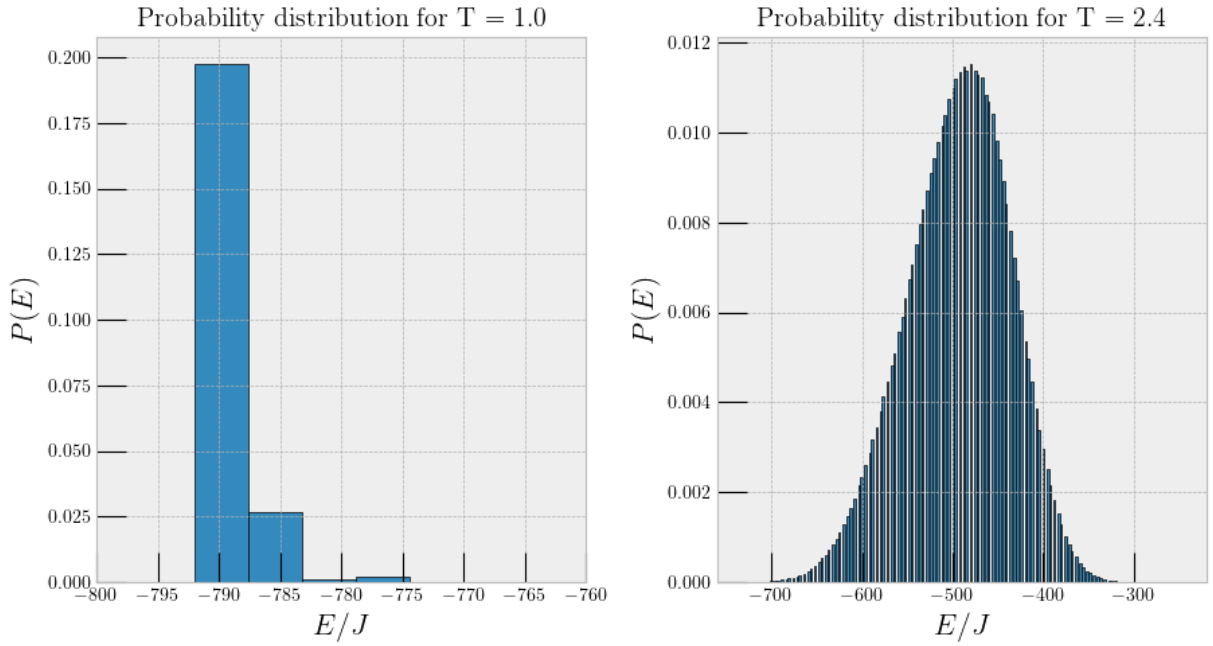 Probability distribution for T = 1.0
0.200
0.175
0.150
0.125
0.100
0.075
0.050
0.025
0.000
P(E)
−800 −795 −790 −785 −780 −775 −770 −765 −760
E/J
Probability distribution for T = 2.4
0.012
0.010
0.008
0.006
0.004
0.002
0.000
P(E)
−700 −600 −500 −400 −300
E/J